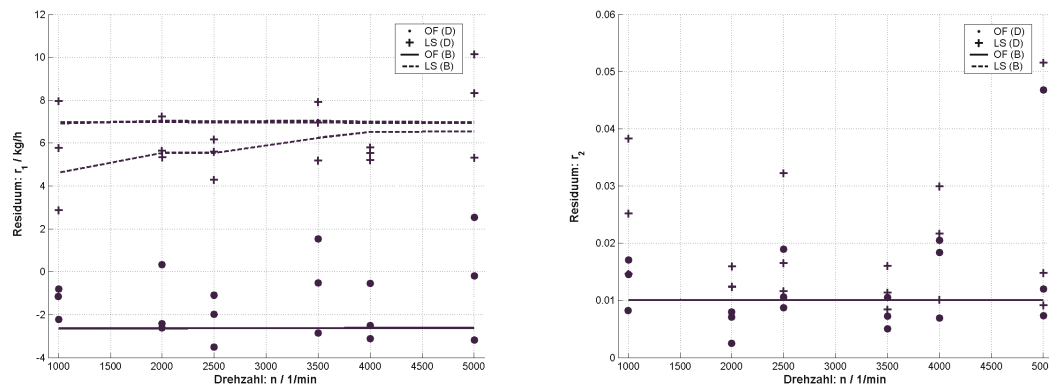 12
10
8
6
4
2
0
-2
-4
Residuum: r1 / kg/h
OF (D)
LS (D)
OF (B)
LS (B)
1000 1500 2000 2500 3000 3500 4000 4500 5000
Drehzahl: n / 1/min
0.06
0.05
0.04
0.03
0.02
0.01
0
Residuum: r2
OF (D)
LS (D)
OF (B)
LS (B)
1000 1500 2000 2500 3000 3500 4000 4500 5000
Drehzahl: n / 1/min